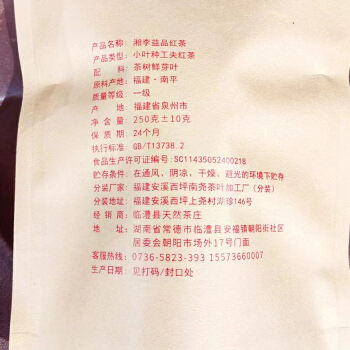 产品名称:湘李益品红茶
产品类型:小叶种工夫红茶
配 料:茶树鲜芽叶
原料产地:福建·南平
质量等级:一级
产 地:福建省泉州市
净 含 量:250克±10克
保 质 期:24个月
执行标准:GB/T13738.2
食品生产许可证编号:SC11435052400218
贮存条件:在通风、阴凉、干燥、避光的环境下贮存
分装厂家:福建安溪西坪南尧茶叶加工厂(分装)
分装地址:福建安溪西坪上尧村湖珍146号
经 销 商:临澧县天然茶庄
地 址:湖南省常德市临澧县安福镇朝阳街社区
居委会朝阳市场外17号门面
客服热线:0736-5823-393 15573660007
生产日期:见打码/封口处